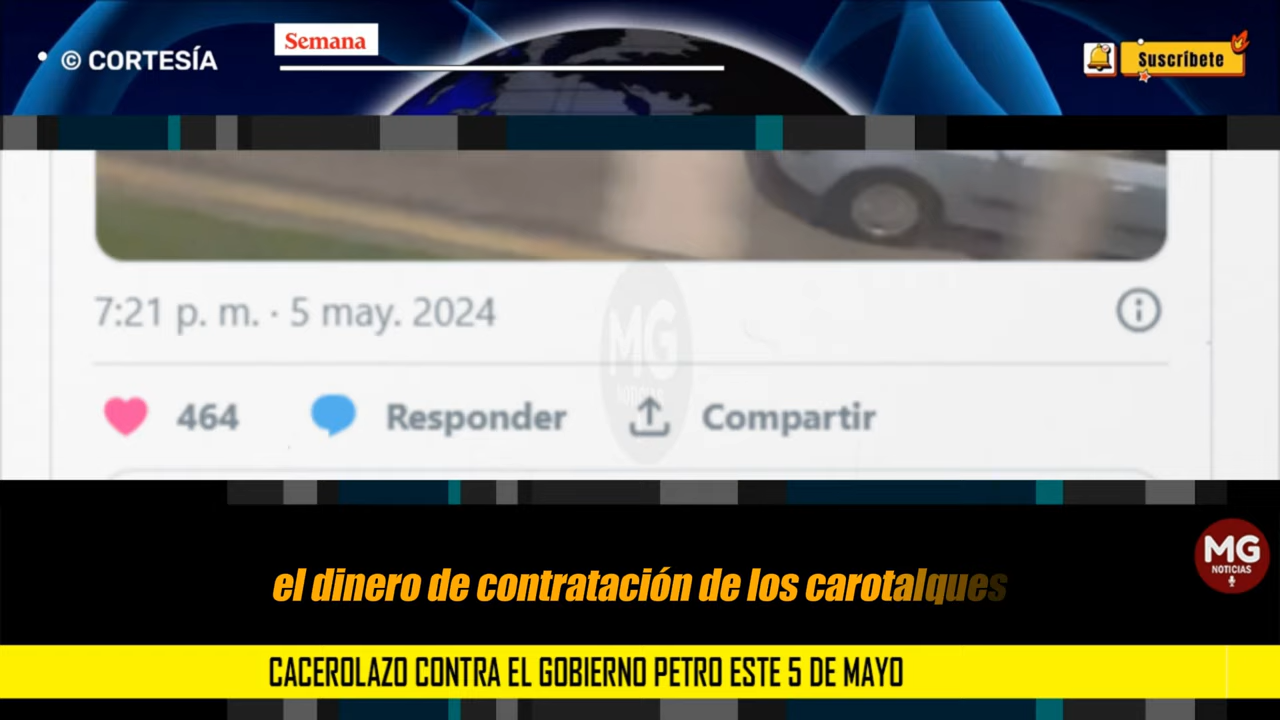 © CORTESÍA
Semana
Suscríbete
7:21 p. m. · 5 may. 2024
464 Responder Compartir
MG
NOTICIAS
el dinero de contratación de los carotalques
MG
NOTICIAS
CACEROLAZO CONTRA EL GOBIERNO PETRO ESTE 5 DE MAYO